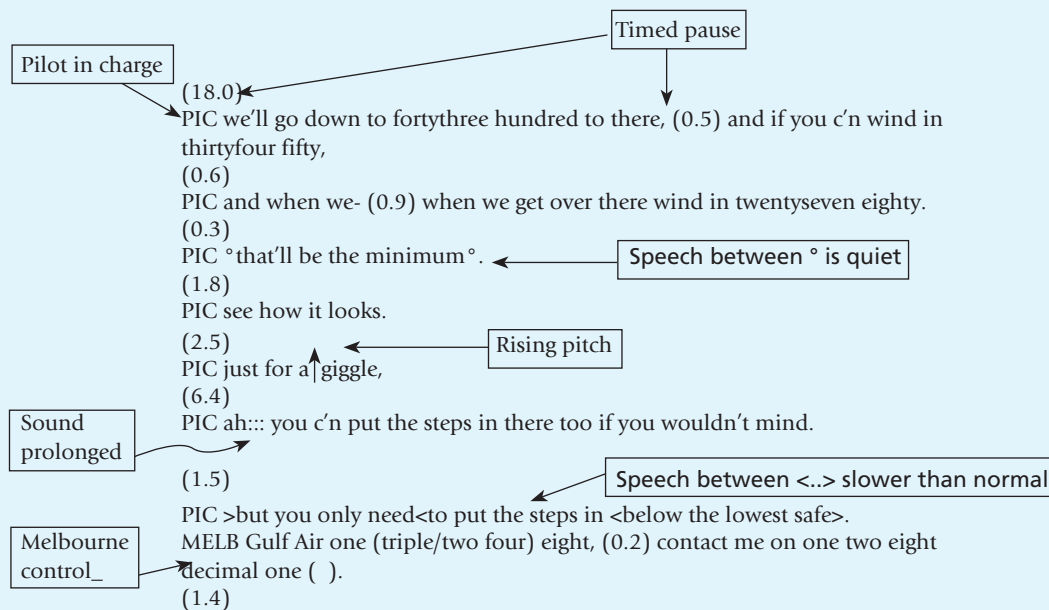 Timed pause
Pilot in charge
(18.0)
PIC we'll go down to fortythree hundred to there, (0.5) and if you c'n wind in
thirtyfour fifty,
(0.6)
PIC and when we- (0.9) when we get over there wind in twentyseven eighty.
(0.3)
PIC °that'll be the minimum°.
Speech between ° is quiet
(1.8)
PIC see how it looks.
(2.5)
Rising pitch
PIC just for a↑giggle,
(6.4)
Sound
prolonged
PIC ah::: you c'n put the steps in there too if you wouldn't mind.
(1.5)
Speech between <..> slower than normal
PIC >but you only need<to put the steps in <below the lowest safe>.
Melbourne
control_
MELB Gulf Air one (triple/two four) eight, (0.2) contact me on one two eight
decimal one ( ).
(1.4)